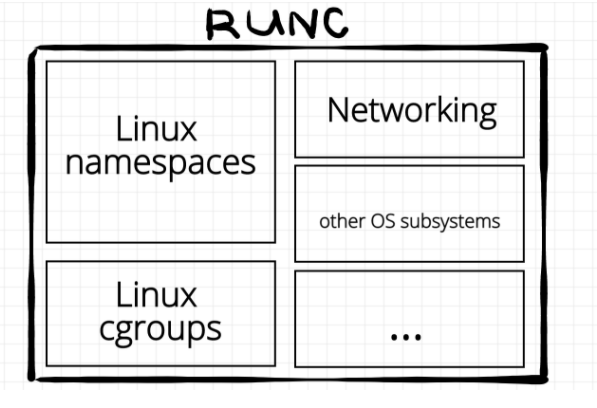 RUNC
Linux
namespaces
Linux
cgroups
Networking
other OS subsystems
...